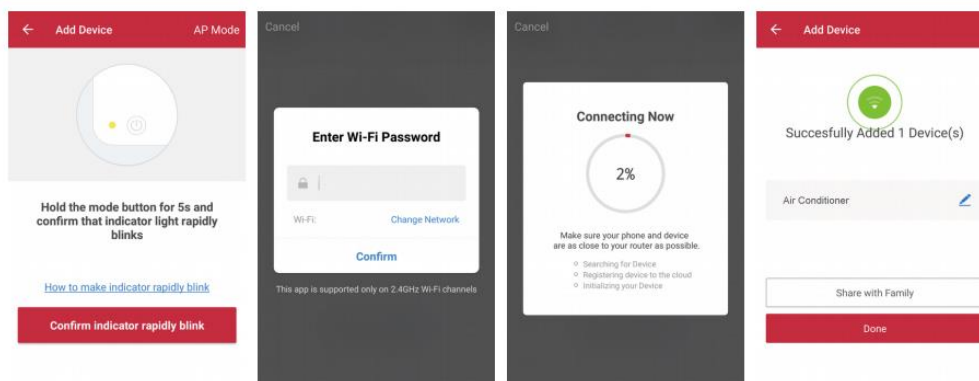 Add Device
AP Mode
Hold the mode button for 5s and
confirm that indicator light rapidly
blinks
How to make indicator rapidly blink
Confirm indicator rapidly blink
Cancel
Enter Wi-Fi Password
Wi-Fi:
Change Network
Confirm
This app is supported only on 2.4GHz Wi-Fi channels
Cancel
Connecting Now
2%
Make sure your phone and device
are as close to your router as possible.
Searching for Device
Registering device to the cloud
Initializing your Device
Add Device
Succesfully Added 1 Device(s)
Air Conditioner
Share with Family
Done